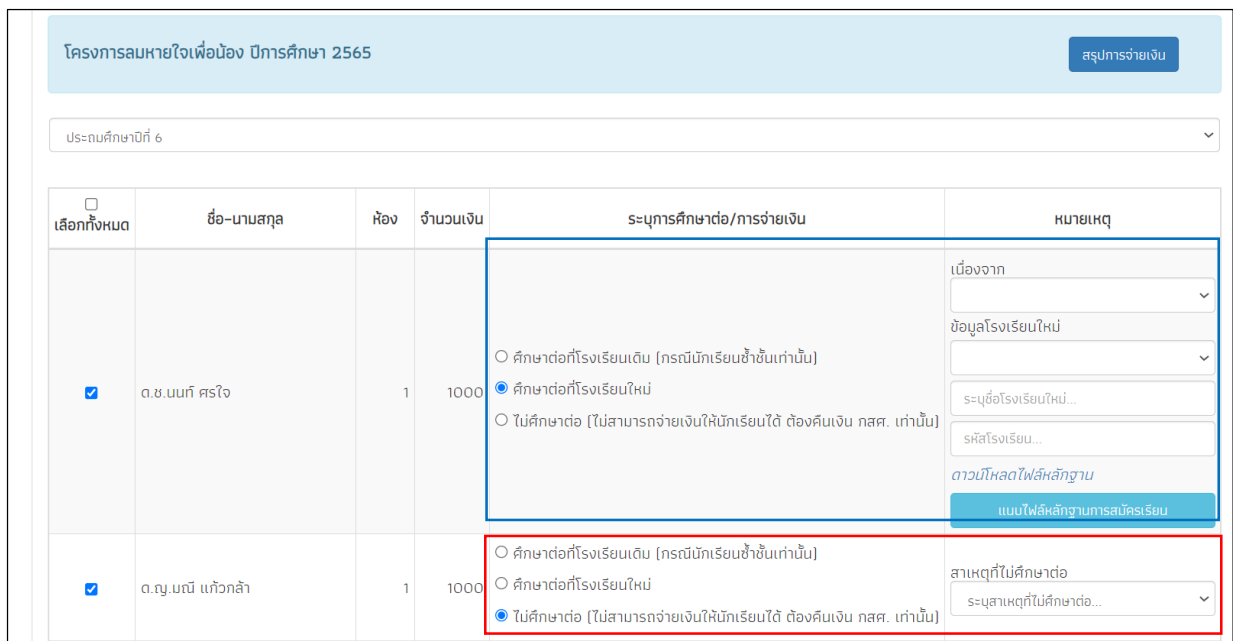 โครงการลมหายใจเพื่อน้อง ปีการศึกษา 2565
สรุปการจ่ายเงิน
ประถมศึกษาปีที่ 6
เลือกทั้งหมด
ชื่อ-นามสกุล
ห้อง
จำนวนเงิน
ระบุการศึกษาต่อ/การจ่ายเงิน
หมายเหตุ
ด.ช.นนท์ ศรใจ
1
1000
ศึกษาต่อที่โรงเรียนเดิม (กรณีนักเรียนซ้ำชั้นเท่านั้น)
ศึกษาต่อที่โรงเรียนใหม่
ไม่ศึกษาต่อ (ไม่สามารถจ่ายเงินให้นักเรียนได้ ต้องคืนเงิน กสศ. เท่านั้น)
เนื่องจาก
ข้อมูลโรงเรียนใหม่
ระบุชื่อโรงเรียนใหม่...
รหัสโรงเรียน...
ดาวน์โหลดไฟล์หลักฐาน
แนบไฟล์หลักฐานการสมัครเรียน
ด.ญ.มณี แก้วกล้า
1
1000
ศึกษาต่อที่โรงเรียนเดิม (กรณีนักเรียนซ้ำชั้นเท่านั้น)
ศึกษาต่อที่โรงเรียนใหม่
ไม่ศึกษาต่อ (ไม่สามารถจ่ายเงินให้นักเรียนได้ ต้องคืนเงิน กสศ. เท่านั้น)
สาเหตุที่ไม่ศึกษาต่อ
ระบุสาเหตุที่ไม่ศึกษาต่อ...